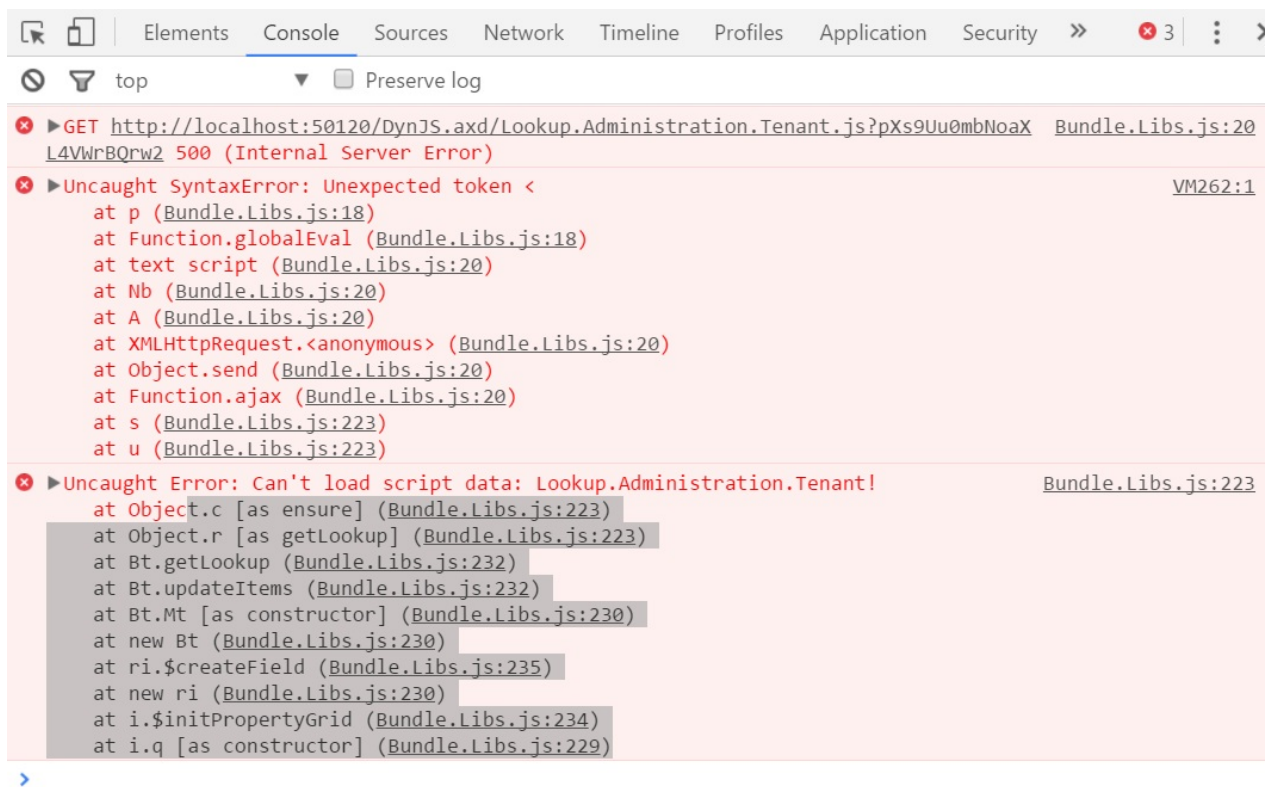 Elements Console Sources Network Timeline Profiles Application Security » 3
top ▼ Preserve log
▶GET http://localhost:50120/DynJS.axd/Lookup.Administration.Tenant.js?pXs9Uu0mbNoaX Bundle.Libs.js:20
L4VWrBQrw2 500 (Internal Server Error)
▶Uncaught SyntaxError: Unexpected token < VM262:1
at p (Bundle.Libs.js:18)
at Function.globalEval (Bundle.Libs.js:18)
at text script (Bundle.Libs.js:20)
at Nb (Bundle.Libs.js:20)
at A (Bundle.Libs.js:20)
at XMLHttpRequest.<anonymous> (Bundle.Libs.js:20)
at Object.send (Bundle.Libs.js:20)
at Function.ajax (Bundle.Libs.js:20)
at s (Bundle.Libs.js:223)
at u (Bundle.Libs.js:223)
▶Uncaught Error: Can't load script data: Lookup.Administration.Tenant! Bundle.Libs.js:223
at Object.c [as ensure] (Bundle.Libs.js:223)
at Object.r [as getLookup] (Bundle.Libs.js:223)
at Bt.getLookup (Bundle.Libs.js:232)
at Bt.updateItems (Bundle.Libs.js:232)
at Bt.Mt [as constructor] (Bundle.Libs.js:230)
at new Bt (Bundle.Libs.js:230)
at ri.$createField (Bundle.Libs.js:235)
at new ri (Bundle.Libs.js:230)
at i.$initPropertyGrid (Bundle.Libs.js:234)
at i.q [as constructor] (Bundle.Libs.js:229)